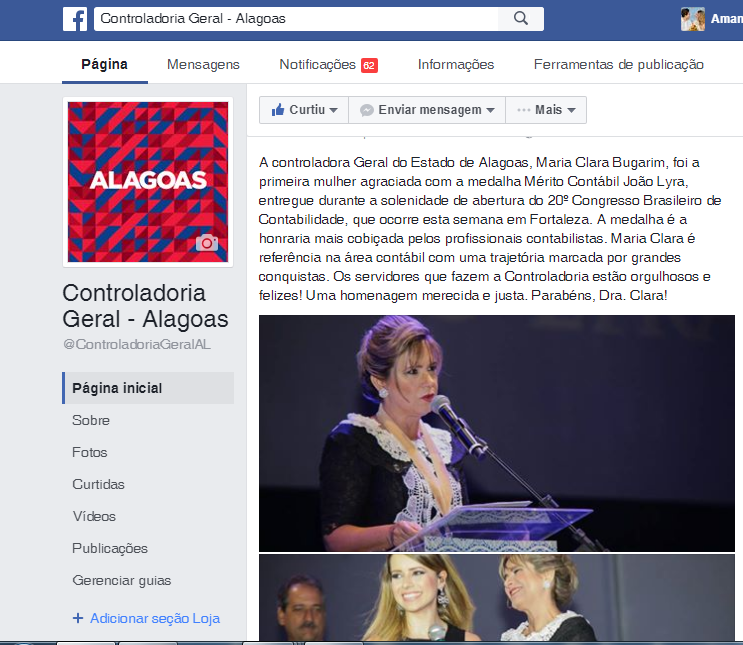 Controladoria Geral - Alagoas
Aman
Página Mensagens Notificações 62 Informações Ferramentas de publicação
Curtiu Enviar mensagem Mais
ALAGOAS
Controladoria
Geral - Alagoas
@ControladoriaGeralAL
Página inicial
Sobre
Fotos
Curtidas
Vídeos
Publicações
Gerenciar guias
+ Adicionar seção Loja
A controladora Geral do Estado de Alagoas, Maria Clara Bugarim, foi a
primeira mulher agraciada com a medalha Mérito Contábil João Lyra,
entregue durante a solenidade de abertura do 20º Congresso Brasileiro de
Contabilidade, que ocorre esta semana em Fortaleza. A medalha é a
honraria mais cobiçada pelos profissionais contabilistas. Maria Clara é
referência na área contábil com uma trajetória marcada por grandes
conquistas. Os servidores que fazem a Controladoria estão orgulhosos e
felizes! Uma homenagem merecida e justa. Parabéns, Dra. Clara!